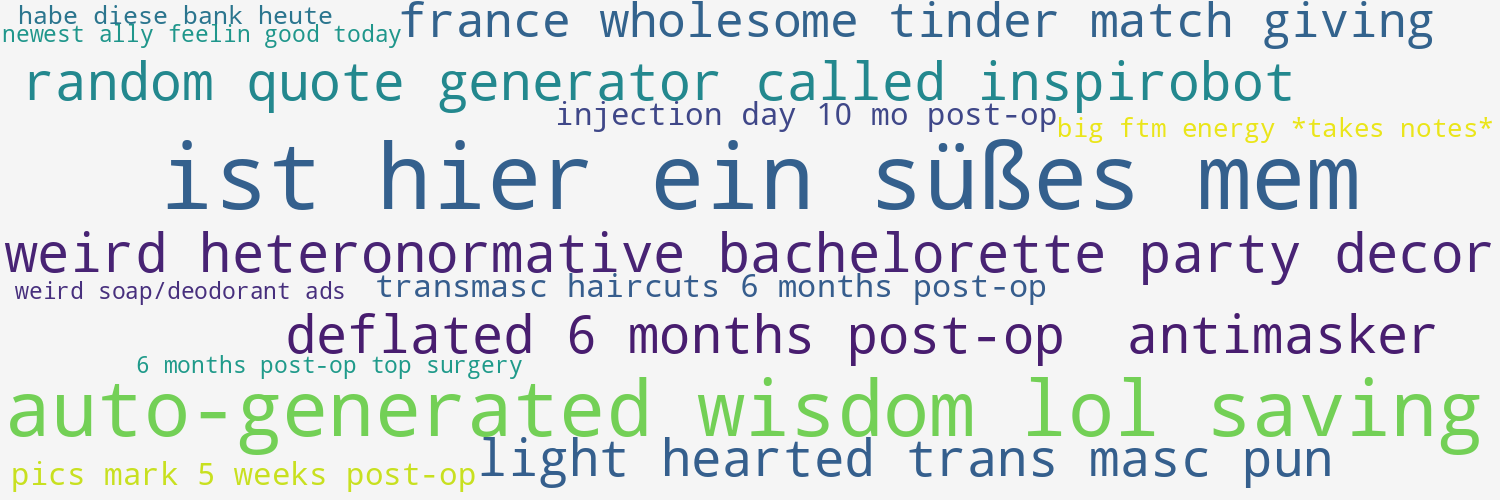 habe diese bank heute
france wholesome tinder match giving
newest ally feelin good today
random quote generator called inspirobot
injection day 10 mo post-op
big ftm energy *takes notes*
ist hier ein süßes mem
weird heteronormative bachelorette party decor
weird soap/deodorant ads
transmasc haircuts 6 months post-op
deflated 6 months post-op
antimasker
6 months post-op top surgery
auto-generated wisdom lol saving
light hearted trans masc pun
pics mark 5 weeks post-op